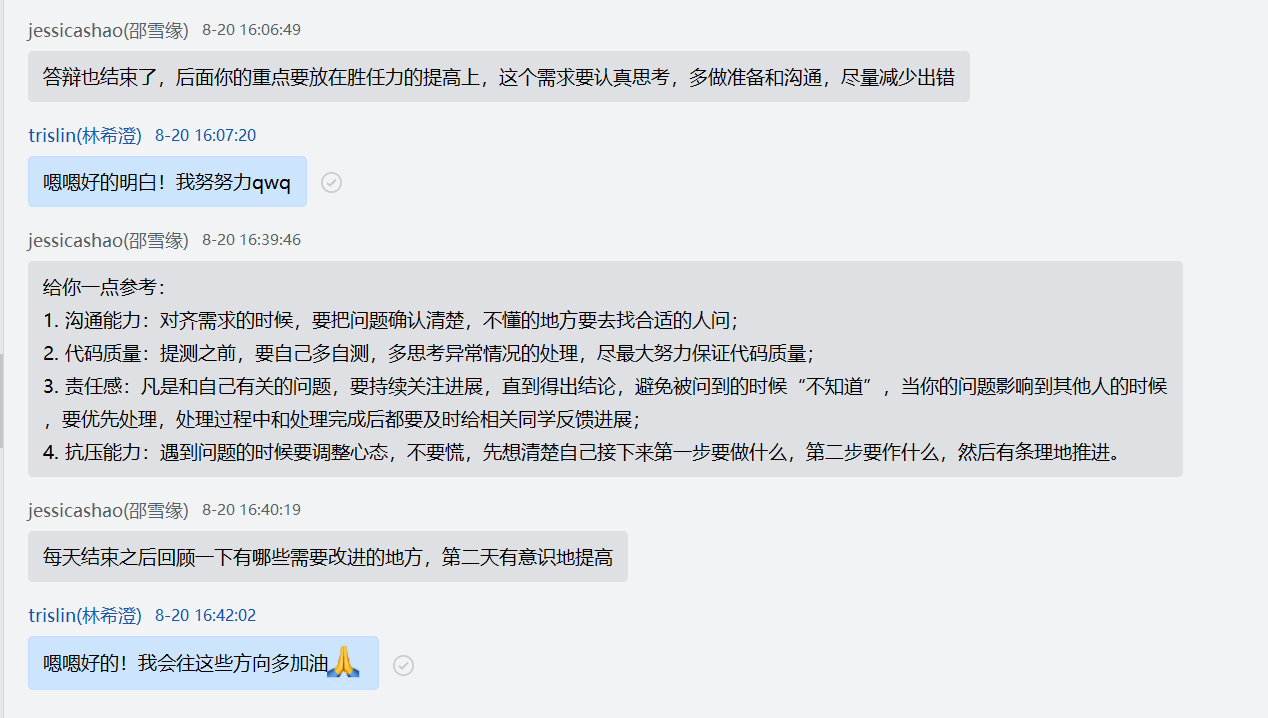 jessicashao(邵雪缘) 8-20 16:06:49
答辩也结束了，后面你的重点要放在胜任力的提高上，这个需求要认真思考，多做准备和沟通，尽量减少出错
trislin(林希澄) 8-20 16:07:20
嗯嗯好的明白！我努努力qwq
jessicashao(邵雪缘) 8-20 16:39:46
给你一点参考：
1. 沟通能力：对齐需求的时候，要把问题确认清楚，不懂的地方要去找合适的人问；
2. 代码质量：提测之前，要自己多自测，多思考异常情况的处理，尽最大努力保证代码质量；
3. 责任感：凡是和自己有关的问题，要持续关注进展，直到得出结论，避免被问到的时候“不知道”，当你的问题影响到其他人的时候
，要优先处理，处理过程中和处理完成后都要及时给相关同学反馈进展；
4. 抗压能力：遇到问题的时候要调整心态，不要慌，先想清楚自己接下来第一步要做什么，第二步要作什么，然后有条理地推进。
jessicashao(邵雪缘) 8-20 16:40:19
每天结束之后回顾一下有哪些需要改进的地方，第二天有意识地提高
trislin(林希澄) 8-20 16:42:02
嗯嗯好的！我会往这些方向多加油🙏